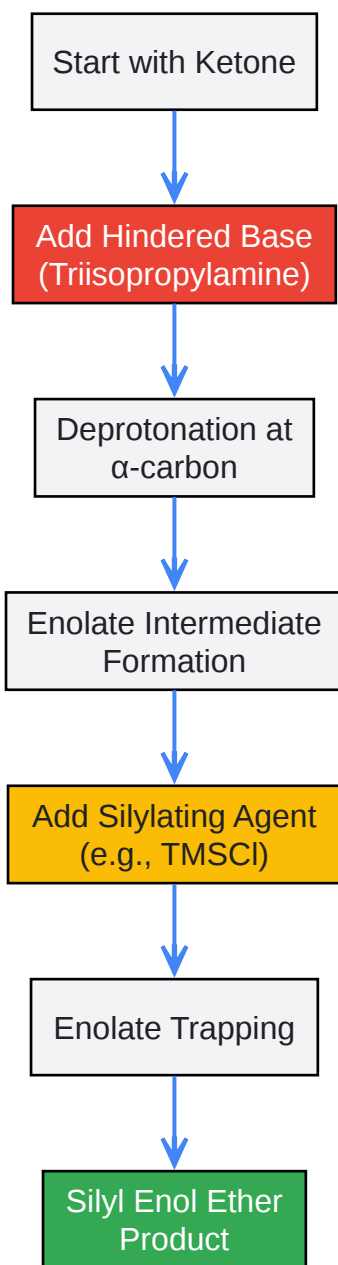 Start with Ketone
Add Hindered Base
(Triisopropylamine)
Deprotonation at
α-carbon
Enolate Intermediate
Formation
Add Silylating Agent
(e.g., TMSCl)
Enolate Trapping
Silyl Enol Ether
Product